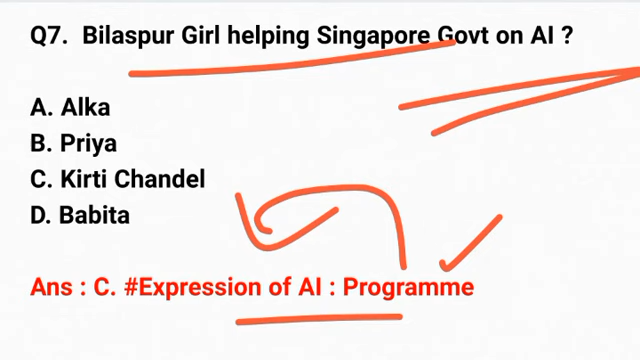 Q7. Bilaspur Girl helping Singapore Govt on AI ?
A. Alka
B. Priya
C. Kirti Chandel
D. Babita
Ans : C. #Expression of AI : Programme